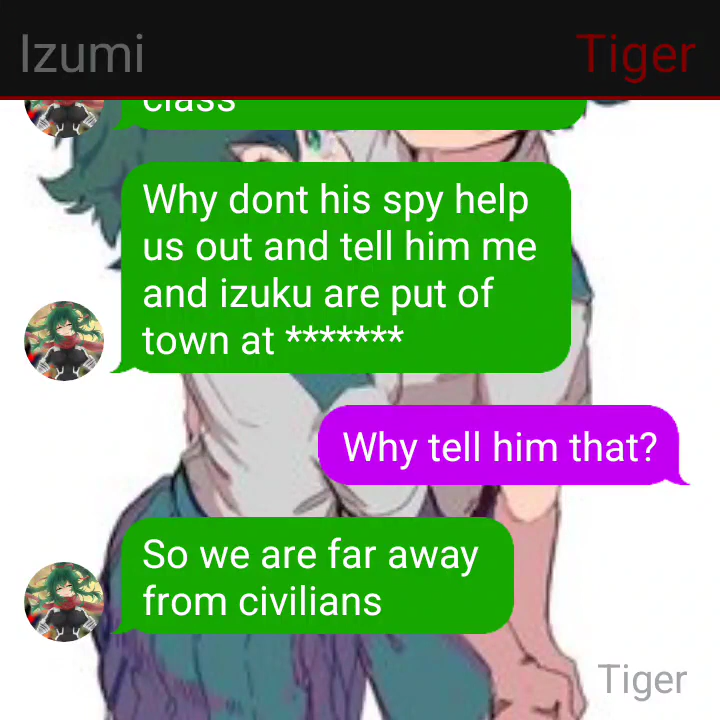 Izumi
Tiger
class
Why dont his spy help
us out and tell him me
and izuku are put of
town at *******
Why tell him that?
So we are far away
from civilians
Tiger